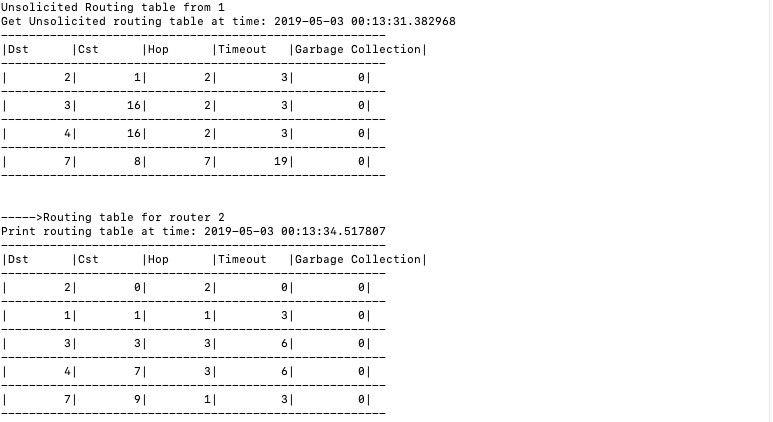 Unsolicited Routing table from 1
Get Unsolicited routing table at time: 2019-05-03 00:13:31.382968
-------------------------------------------------------
|Dst      |Cst      |Hop      |Timeout   |Garbage Collection|
-------------------------------------------------------
|        2|        1|        2|         3|         0|
-------------------------------------------------------
|        3|       16|        2|         3|         0|
-------------------------------------------------------
|        4|       16|        2|         3|         0|
-------------------------------------------------------
|        7|        8|        7|        19|         0|
-------------------------------------------------------
----->Routing table for router 2
Print routing table at time: 2019-05-03 00:13:34.517807
-------------------------------------------------------
|Dst      |Cst      |Hop      |Timeout   |Garbage Collection|
-------------------------------------------------------
|        2|        0|        2|         0|         0|
-------------------------------------------------------
|        1|        1|        1|         3|         0|
-------------------------------------------------------
|        3|        3|        3|         6|         0|
-------------------------------------------------------
|        4|        7|        3|         6|         0|
-------------------------------------------------------
|        7|        9|        1|         3|         0|
-------------------------------------------------------